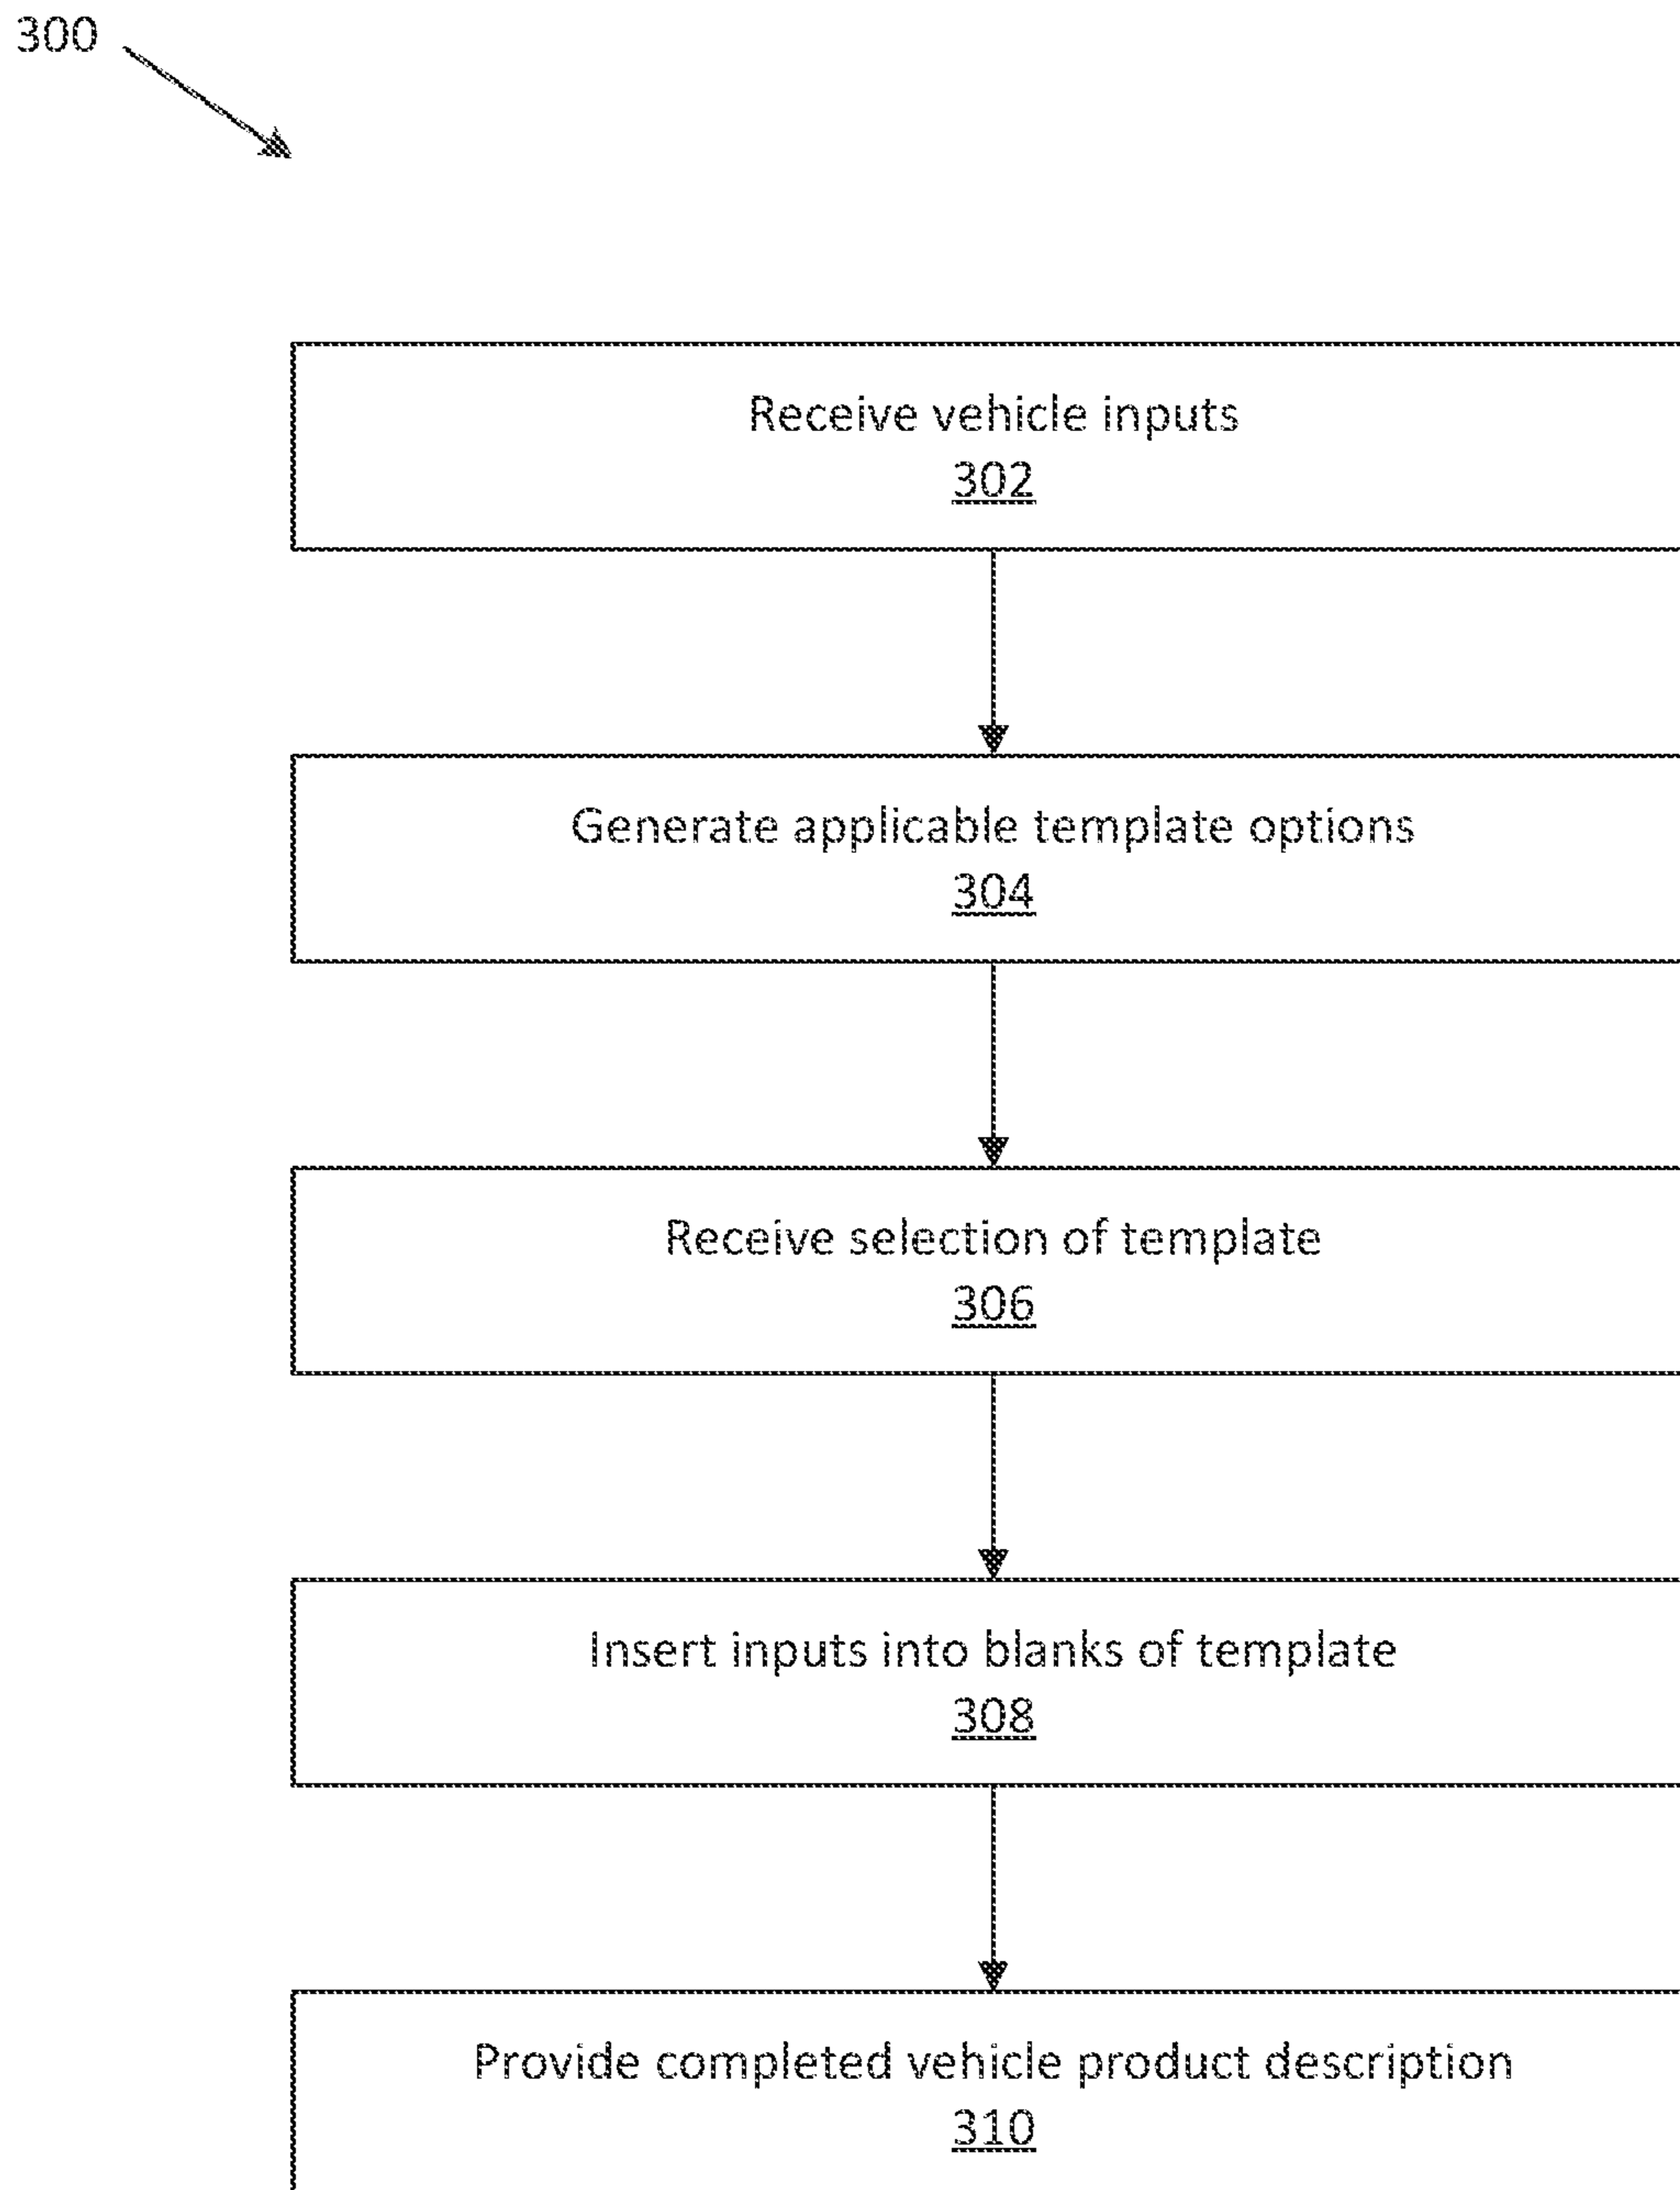 300
Receive vehicle inputs
302
Generate applicable template options
304
Receive selection of template
306
Insert inputs into blanks of template
308
Provide completed vehicle product description
310